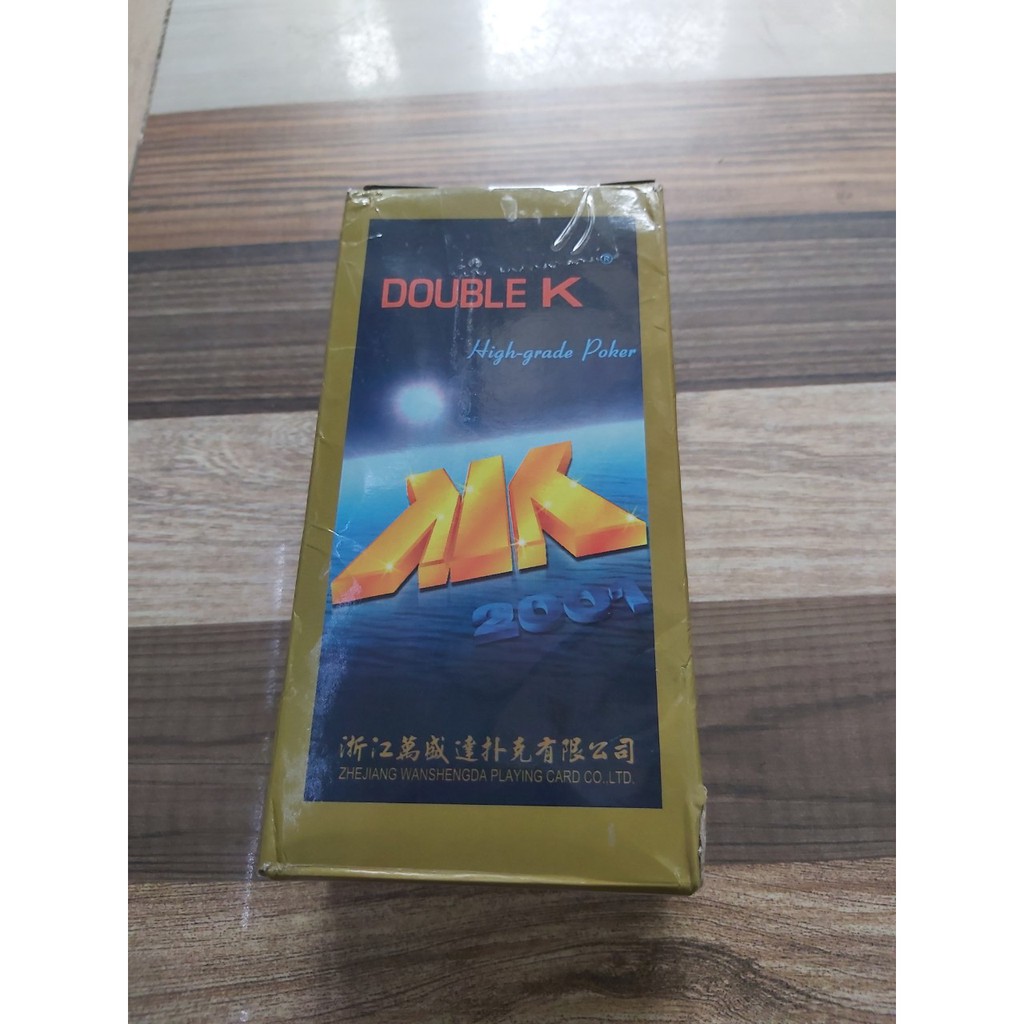 ®
DOUBLE K
High-grade Poker
KK
2001
浙江萬盛達扑克有限公司
ZHEJIANG WANSHENGDA PLAYING CARD CO.,LTD.